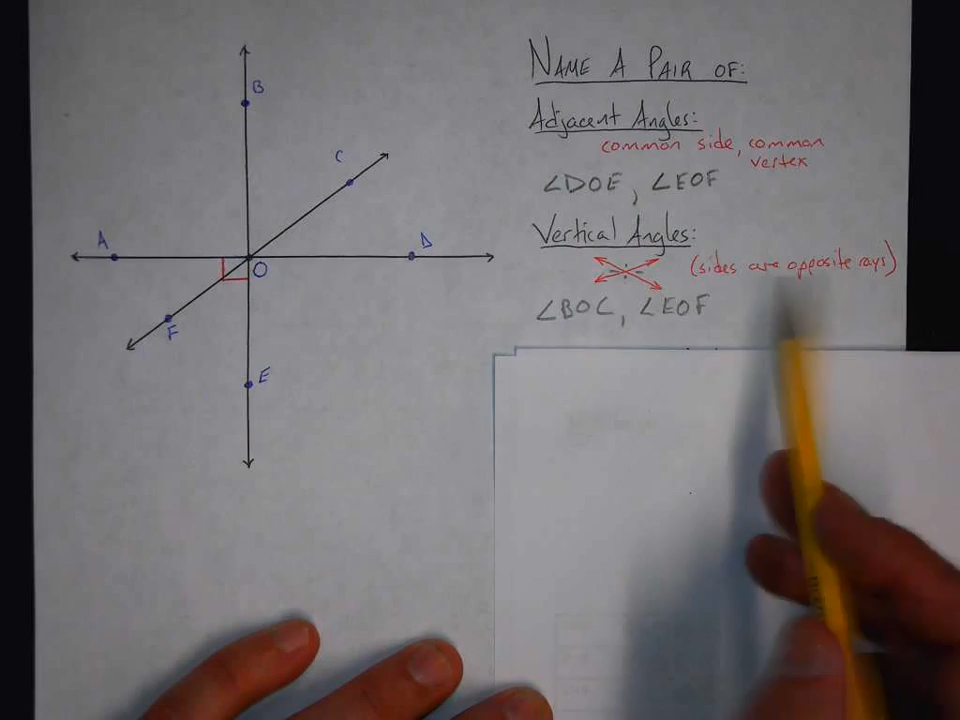 NAME A PAIR OF:
Adjacent Angles:
common side, common
vertex
∠DOE, ∠EOF
Vertical Angles:
(sides are opposite rays)
∠BOC, ∠EOF
B
C
A
D
O
F
E